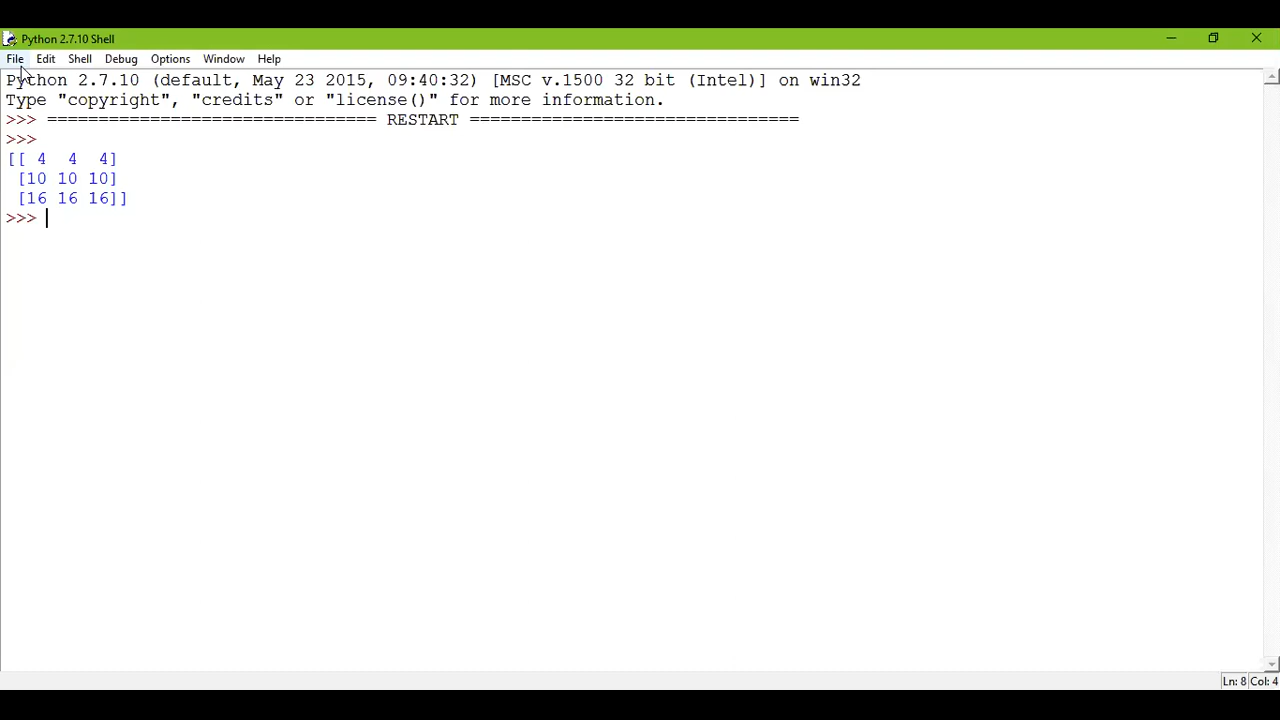 Python 2.7.10 Shell
File Edit Shell Debug Options Window Help
Python 2.7.10 (default, May 23 2015, 09:40:32) [MSC v.1500 32 bit (Intel)] on win32
Type "copyright", "credits" or "license()" for more information.
>>> ================================ RESTART ================================
>>>
[[ 4  4  4]
 [10 10 10]
 [16 16 16]]
>>>
Ln: 8 Col: 4